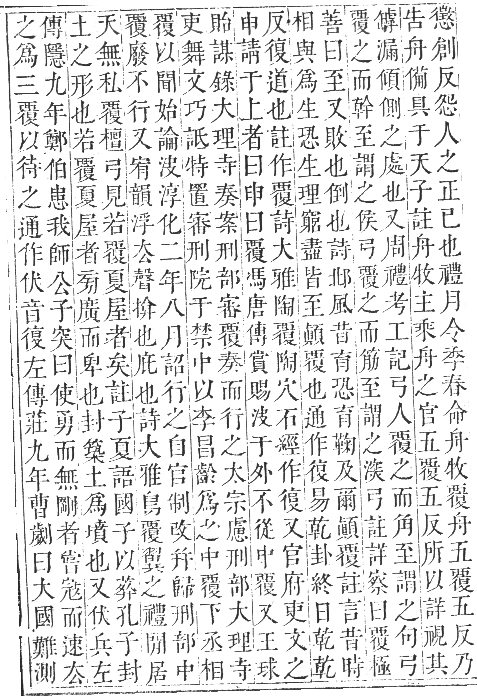 懲創反怨人之正已也禮月令季春命舟牧覆舟五覆五反乃
告舟備具于天子註舟牧主乘舟之官五覆五反所以詳視其
罅漏傾側之處也又周禮考工記弓人覆之而角至謂之句弓
覆之而幹至謂之侯弓覆之而筋至謂之深弓註詳察曰覆極
善曰至又敗也倒也詩邶風昔育恐育鞠及爾顛覆註言昔時
相與爲生恐生理窮盡皆至顛覆也通作復易乾卦終日乾乾
反復道也註作覆詩大雅陶覆陶穴石經作復又官府吏文之
申請于上者曰申曰覆馮唐傳賞賜決于外不從中覆又王球
貽謀錄大理寺奏案刑部審覆奏而行之太宗慮刑部大理寺
吏舞文巧詆特置審刑院于禁中以李昌齡爲之中覆下丞相
覆以聞始論決淳化二年八月詔行之自官制改并歸刑部中
覆廢不行又宥韻浮去聲揜也庇也詩大雅鳥覆翼之禮閒居
天無私覆檀弓見若覆夏屋者矣註子夏語國子以葬孔子封
土之形也若覆夏屋者旁廣而卑也封築土爲墳也又伏兵左
傳隱九年鄭伯患我師公子突曰使勇而無剛者嘗寇而速去
之爲三覆以待之通作伏音復左傳莊九年曹劌曰大國難測